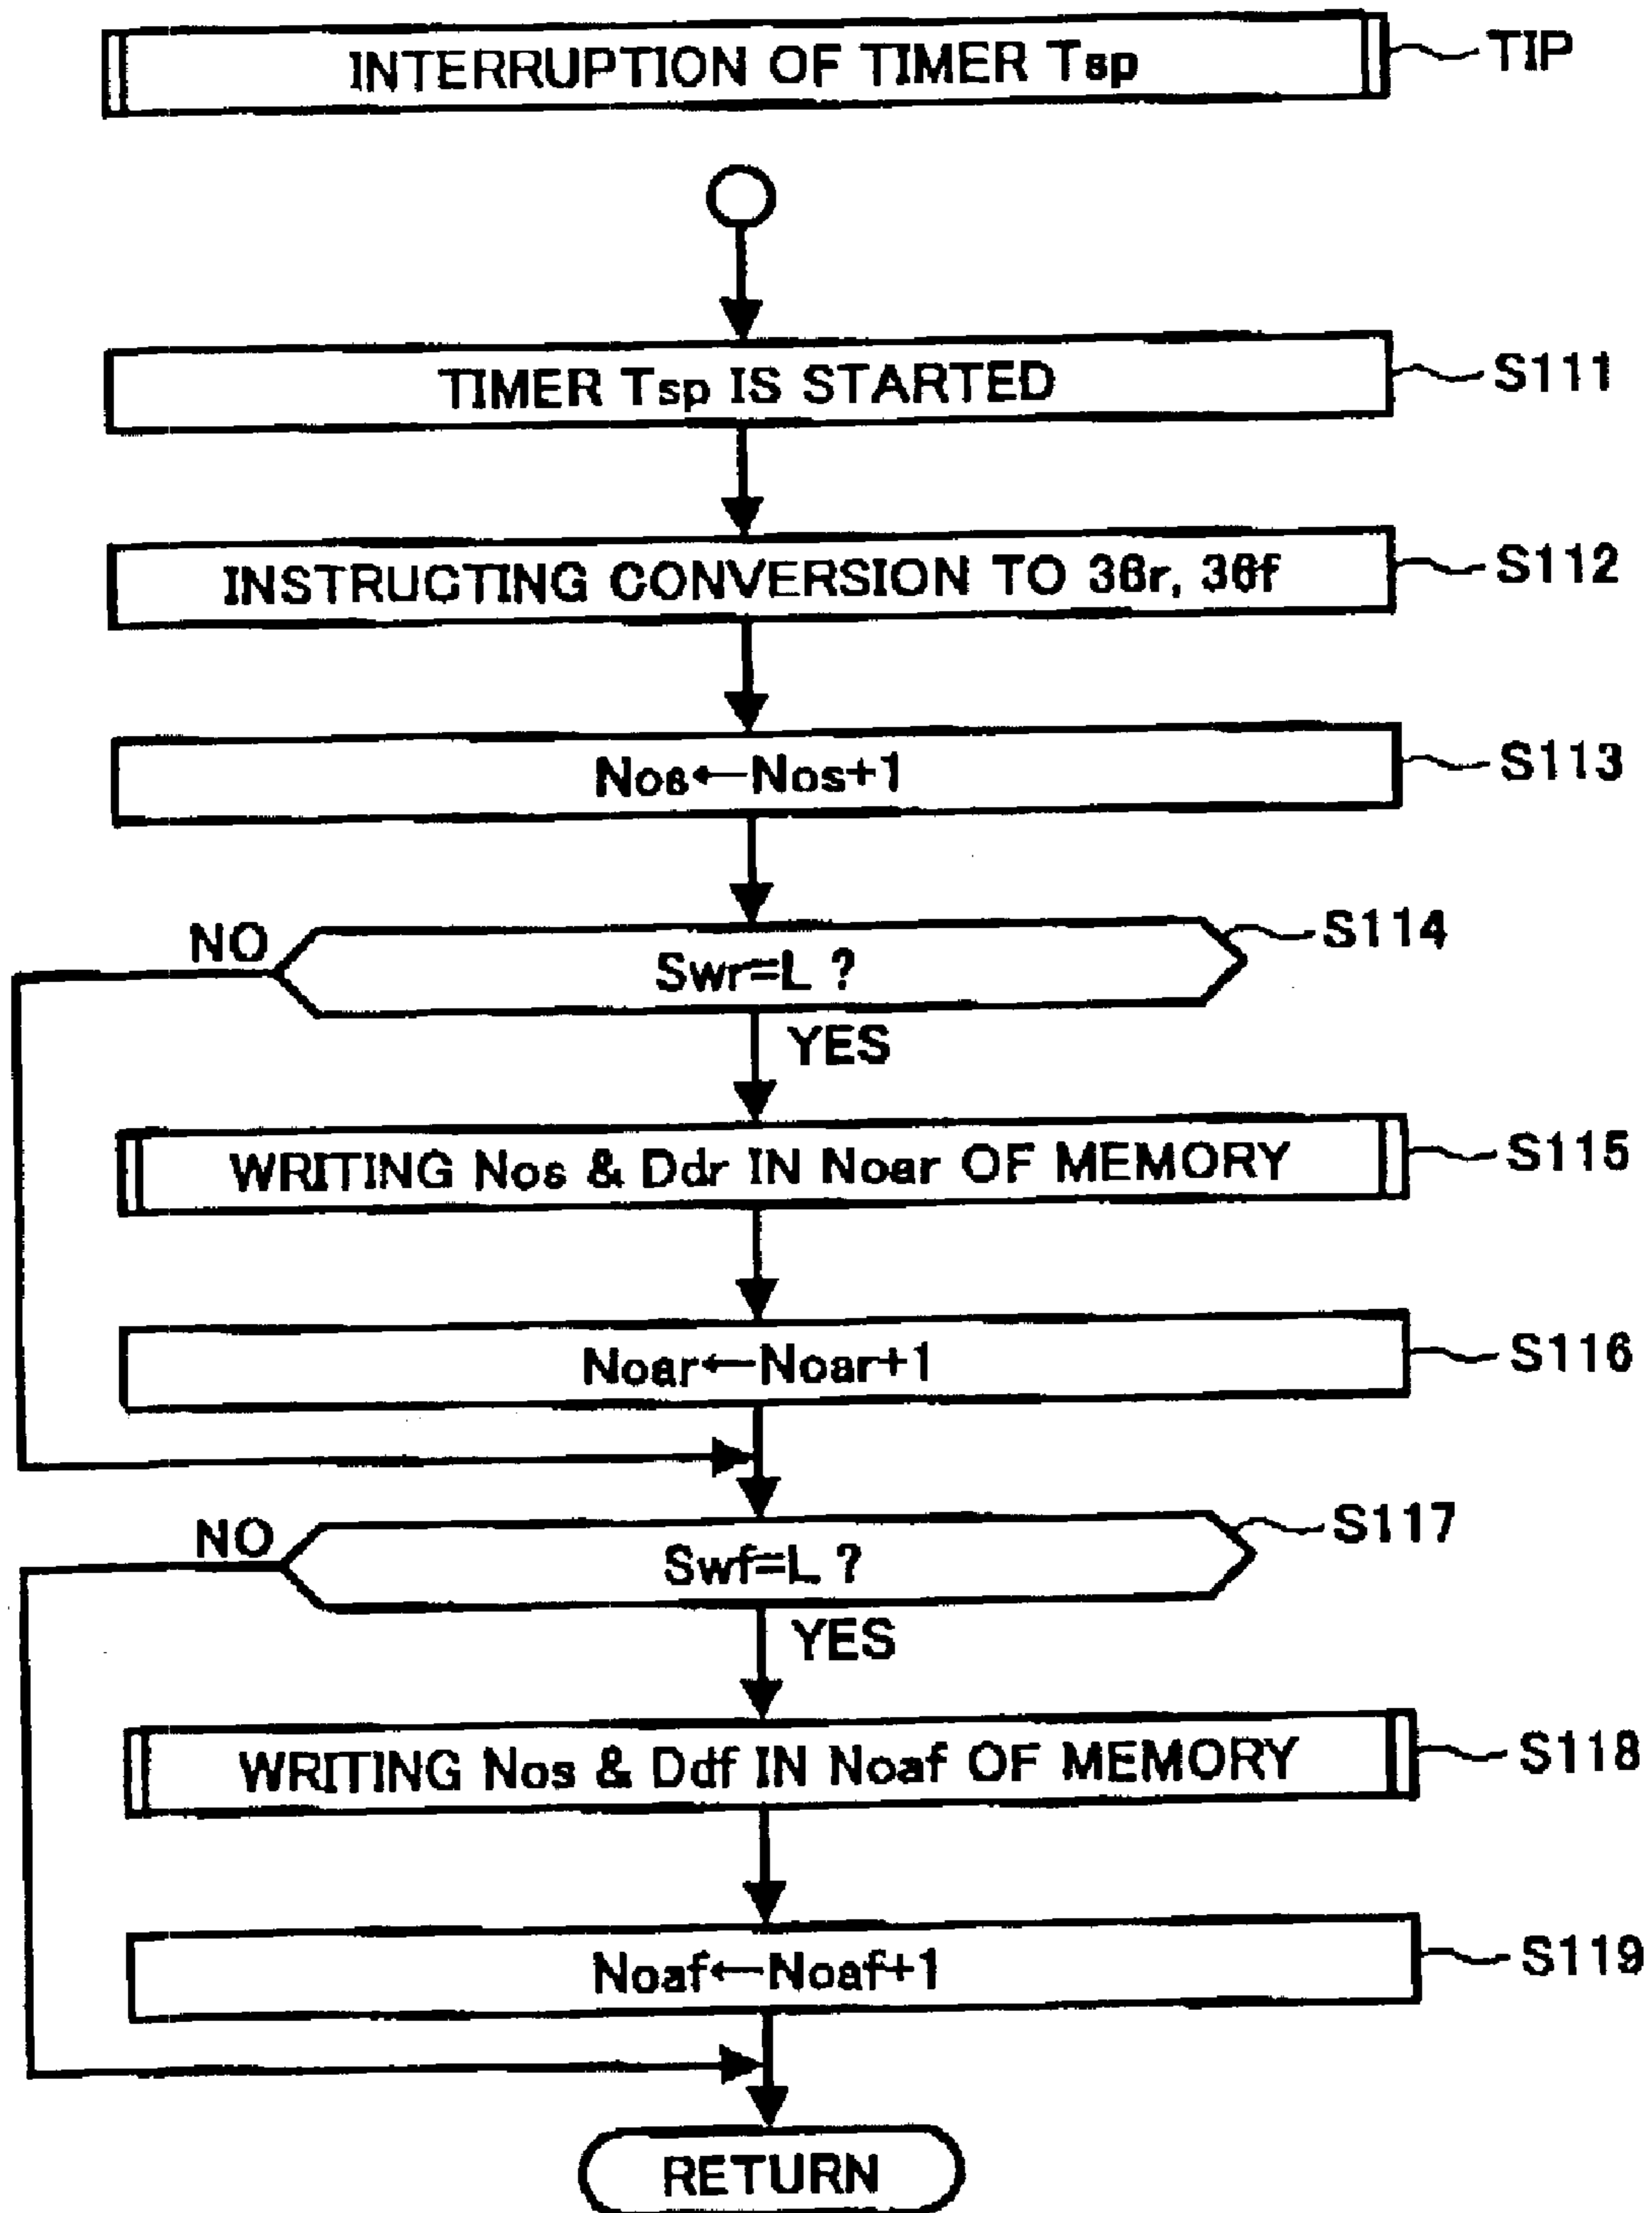 INTERRUPTION OF TIMER Tsp
TIP
TIMER Tsp IS STARTED
S111
INSTRUCTING CONVERSION TO 36r, 36f
S112
Nos←Nos+1
S113
NO
Swr=L ?
S114
YES
WRITING Nos & Ddr IN Noar OF MEMORY
S115
Noar←Noar+1
S116
NO
Swf=L ?
S117
YES
WRITING Nos & Ddf IN Noaf OF MEMORY
S118
Noaf←Noaf+1
S119
RETURN